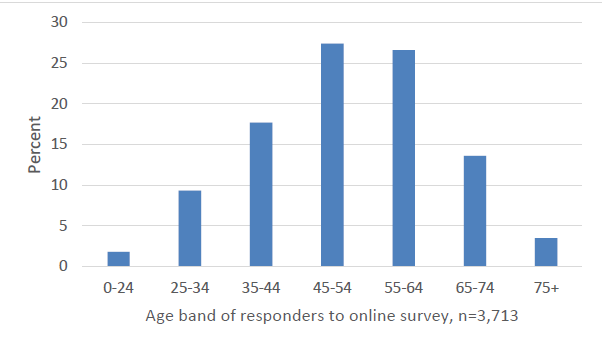 30
25
20
15
10
5
0
Percent
0-24 25-34 35-44 45-54 55-64 65-74 75+
Age band of responders to online survey, n=3,713